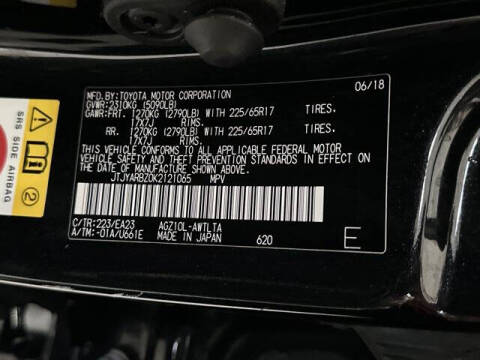 MFD.BY:TOYOTA MOTOR CORPORATION 06/18
GVWR:2310KG (5090LB)
GAWR:FRT. 1270KG (2790LB) WITH 225/65R17 TIRES.
17X7J RIMS.
RR. 1270KG (2790LB) WITH 225/65R17 TIRES.
17X7J RIMS.
THIS VEHICLE CONFORMS TO ALL APPLICABLE FEDERAL MOTOR
VEHICLE SAFETY AND THEFT PREVENTION STANDARDS IN EFFECT
ON THE DATE OF MANUFACTURE SHOWN ABOVE.
JTJYARBZ0K2121065 MPV
C/TR:223/EA23 AGZ10L-AWTLTA
A/TM:-01A/U661E MADE IN JAPAN 620 E
SRS SIDE AIRBAG
2